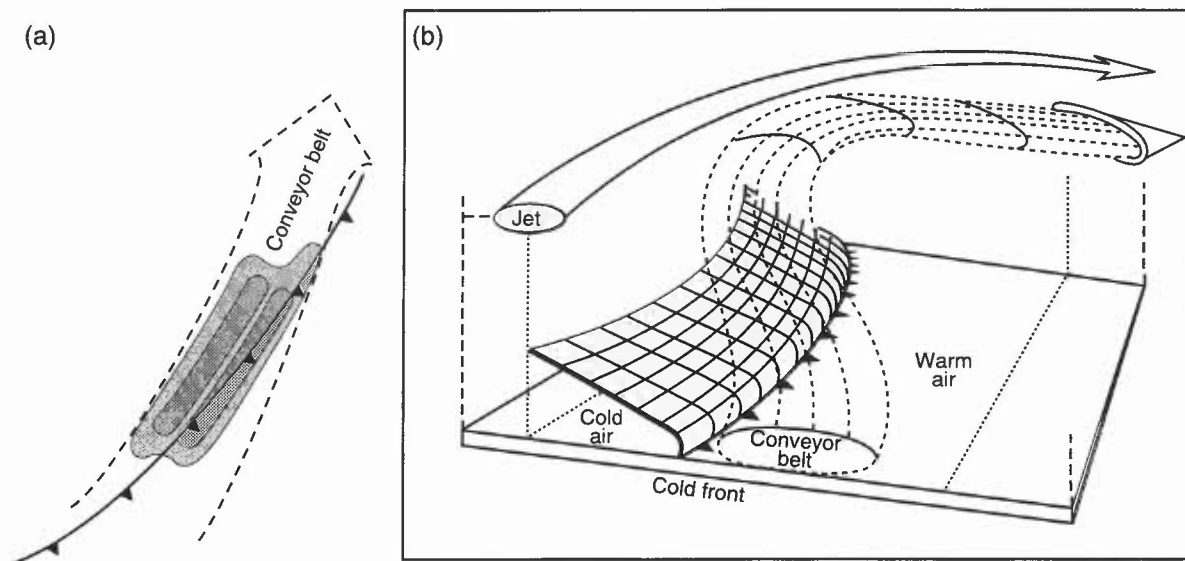 (a)
Conveyor belt
(b)
Jet
Warm
air
Cold
air
Conveyor
belt
Cold front